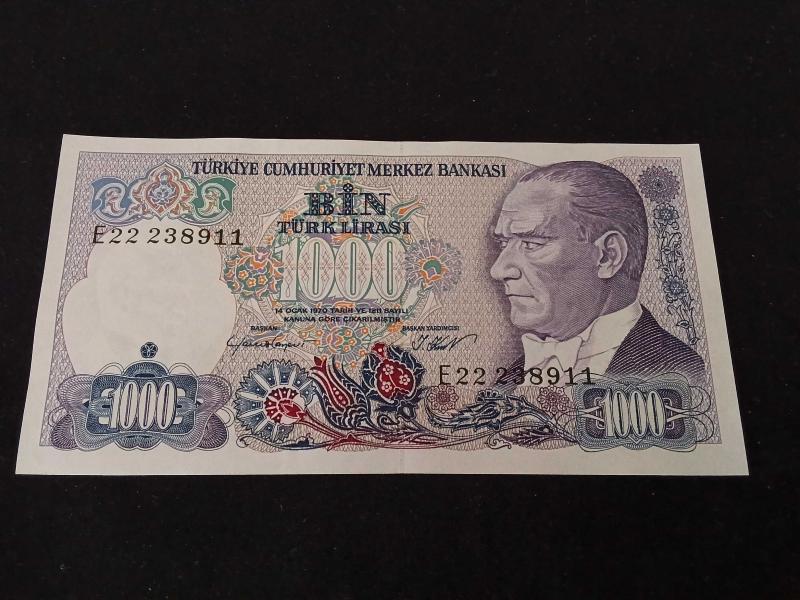 TÜRKİYE CUMHURİYET MERKEZ BANKASI
BİN
TÜRK LİRASI
E22 238911
1000
14 OCAK 1970 TARİH VE 1211 SAYILI
KANUNA GÖRE ÇIKARILMIŞTIR
BAŞKAN BAŞKAN YARDIMCISI
E22 238911
1000 1000